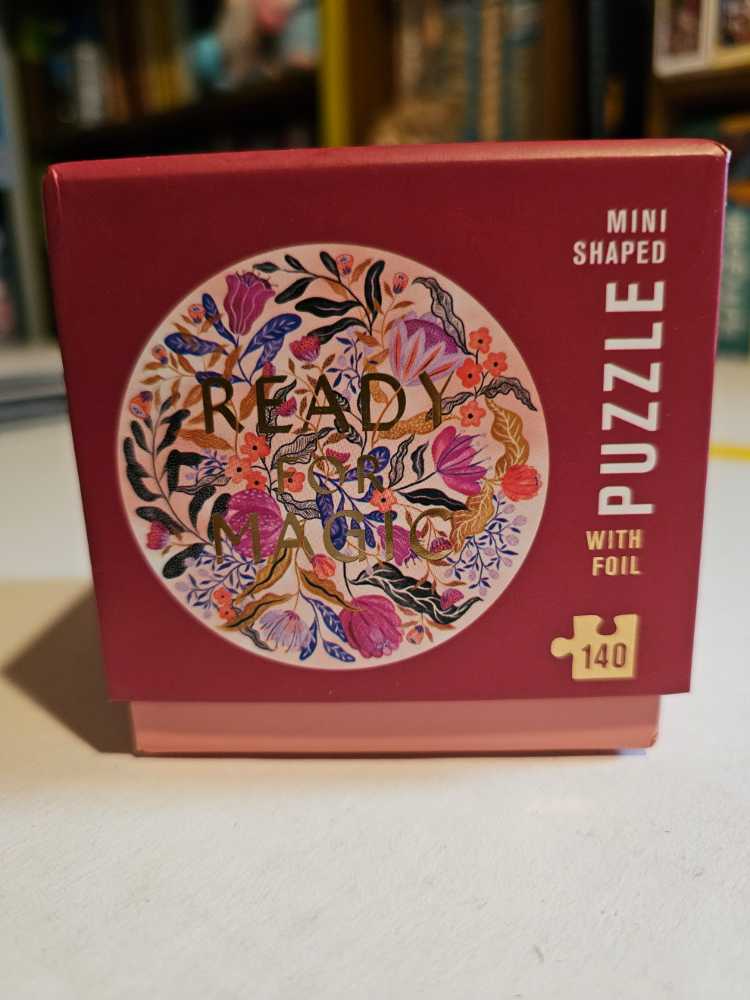 READY
FOR
MAGIC
MINI
SHAPED
PUZZLE
WITH
FOIL
140